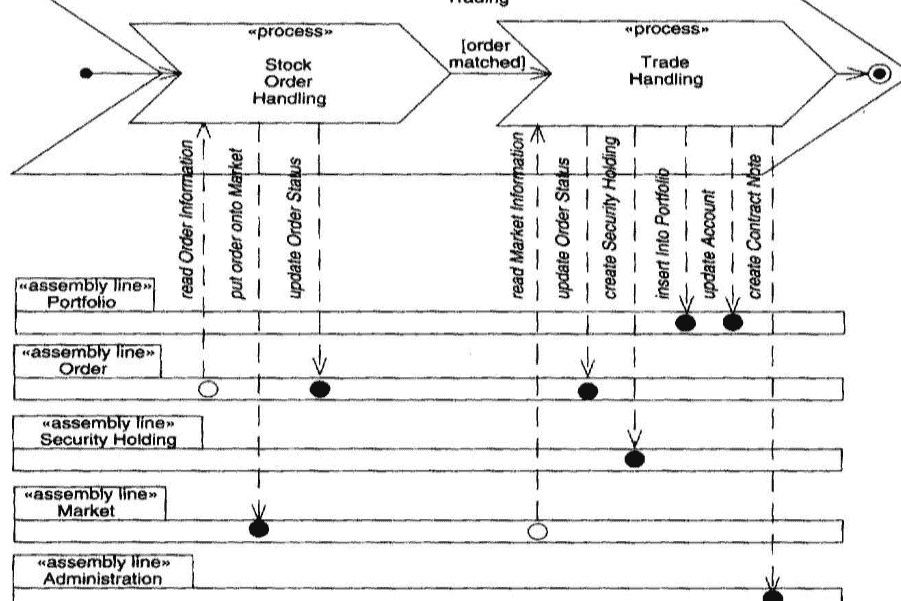 Trading
«process»
Stock
Order
Handling
[order
matched]
«process»
Trade
Handling
read Order Information
put order onto Market
update Order Status
read Market Information
update Order Status
create Security Holding
insert Into Portfolio
update Account
create Contract Note
«assembly line»
Portfolio
«assembly line»
Order
«assembly line»
Security Holding
«assembly line»
Market
«assembly line»
Administration